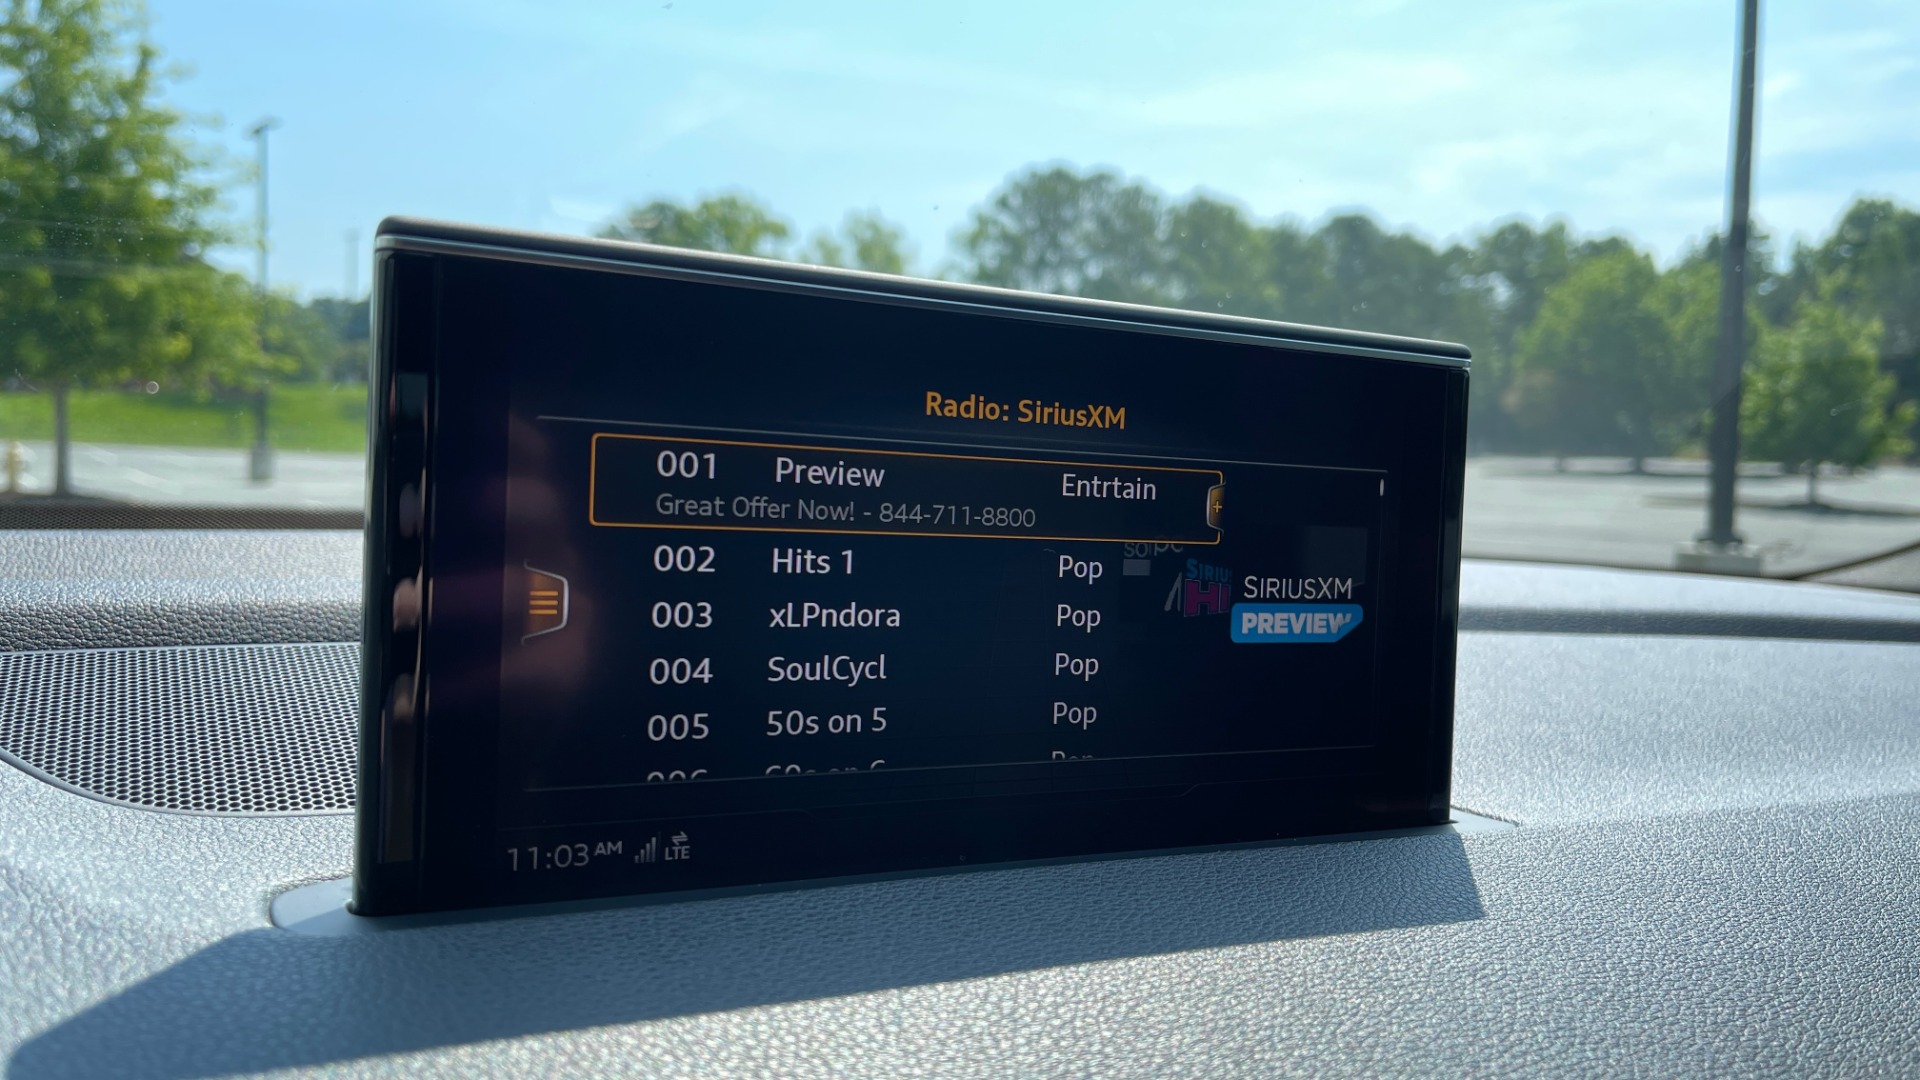 Radio: SiriusXM
001 Preview Entrtain
Great Offer Now! - 844-711-8800
002 Hits 1 Pop
003 xLPndora Pop
004 SoulCycl Pop
005 50s on 5 Pop
SIRIUSXM
PREVIEW
11:03 AM LTE